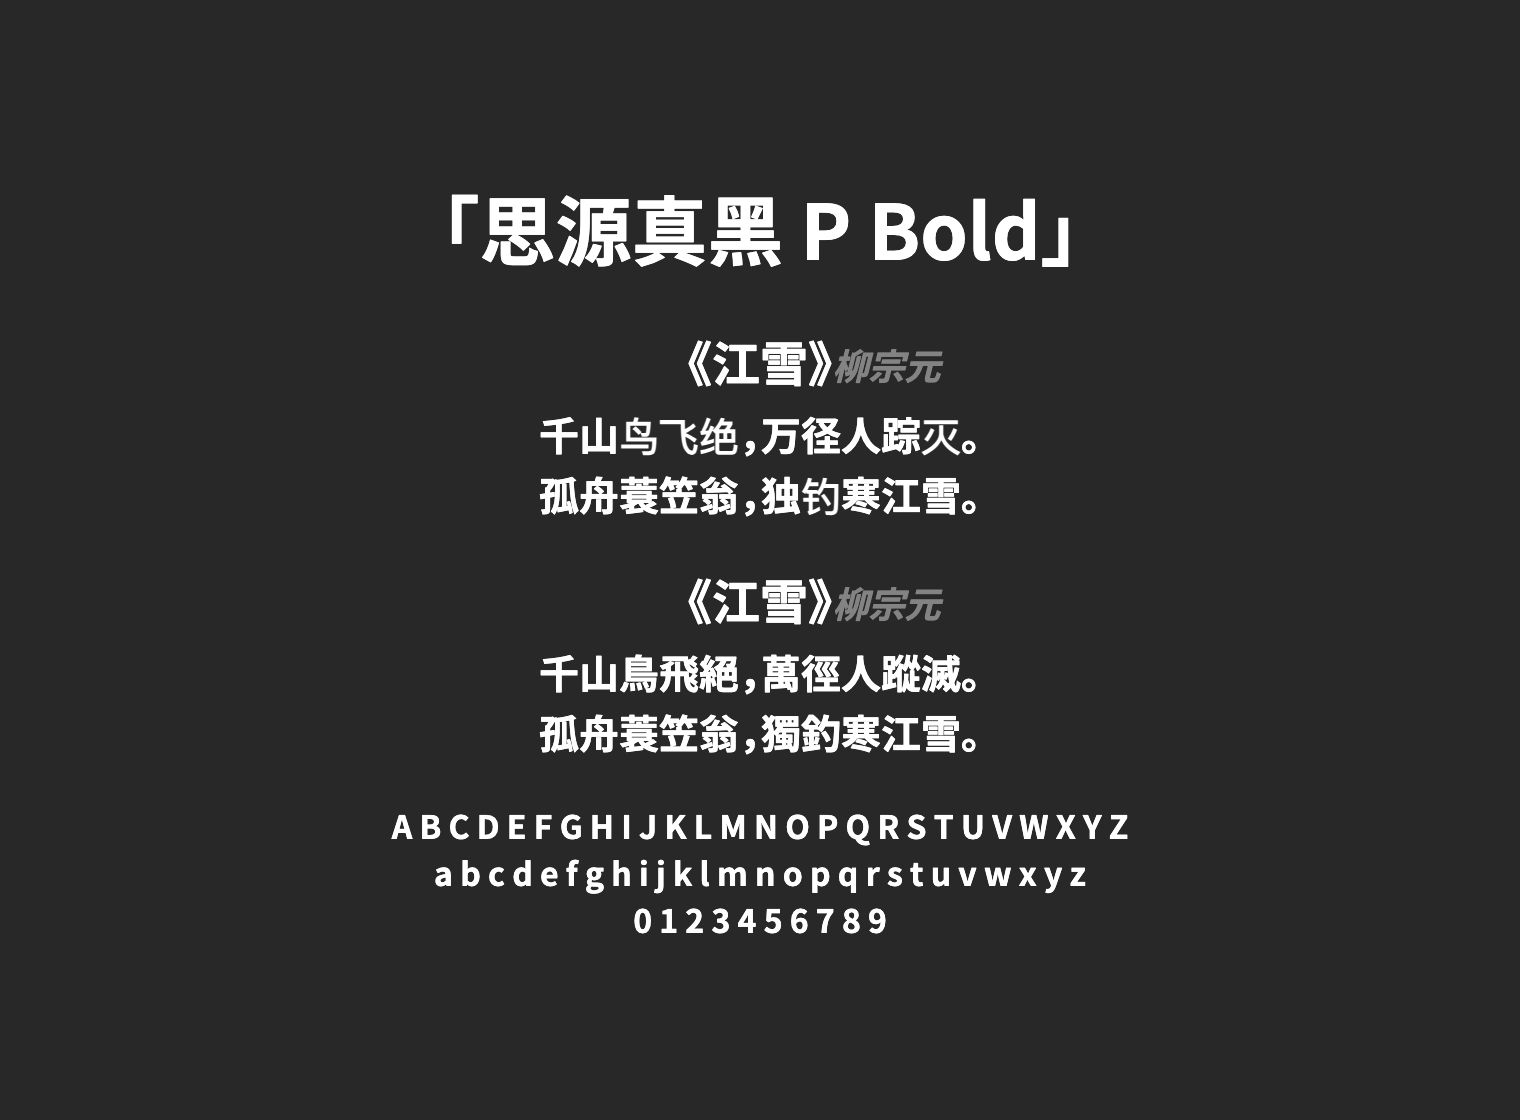 「思源真黑 P Bold」
《江雪》柳宗元
千山鸟飞绝，万径人踪灭。
孤舟蓑笠翁，独钓寒江雪。
《江雪》柳宗元
千山鳥飛絕，萬徑人蹤滅。
孤舟蓑笠翁，獨釣寒江雪。
A B C D E F G H I J K L M N O P Q R S T U V W X Y Z
a b c d e f g h i j k l m n o p q r s t u v w x y z
0 1 2 3 4 5 6 7 8 9